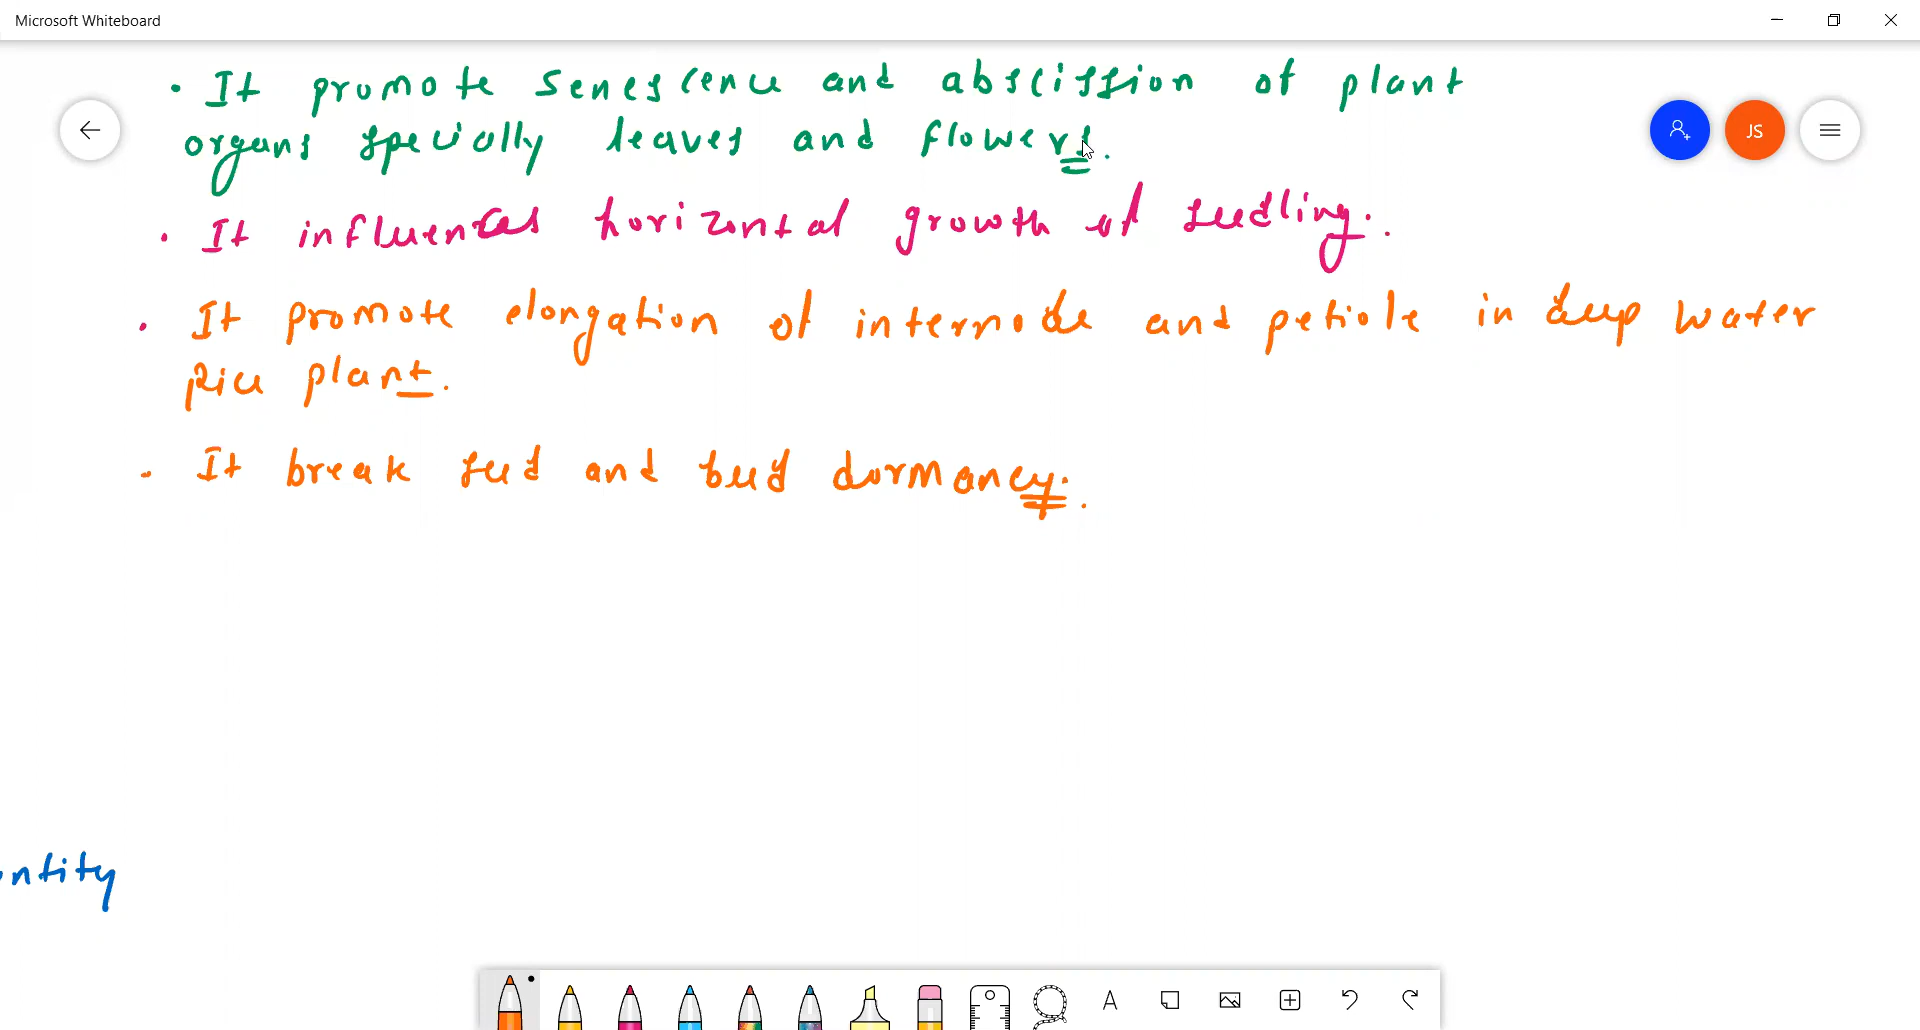 Microsoft Whiteboard
• It promote senescence and abscission of plant
organs specially leaves and flowers.
JS
• It influences horizontal growth of seedling.
• It promote elongation of internode and petiole in deep water
rice plant.
• It break seed and bud dormancy.
ntity
A